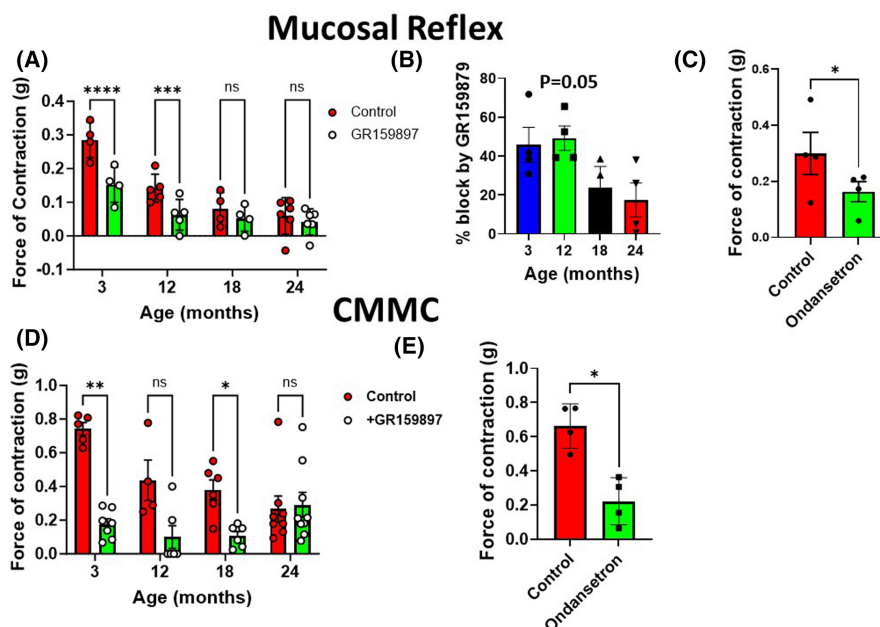 Mucosal Reflex
(A)
Force of Contraction (g)
0.4
0.3
0.2
0.1
0.0
-0.1
**** *** ns ns
Control
GR159897
3 12 18 24
Age (months)
(B)
% block by GR159879
80
60
40
20
0
P=0.05
3 12 18 24
Age (months)
(C)
Force of contraction (g)
0.6
0.4
0.2
0.0
*
Control
Ondansetron
CMMC
(D)
Force of contraction (g)
1.0
0.8
0.6
0.4
0.2
0.0
** ns * ns
Control
+GR159897
3 12 18 24
Age (months)
(E)
Force of contraction (g)
1.0
0.8
0.6
0.4
0.2
0.0
*
Control
Ondansetron